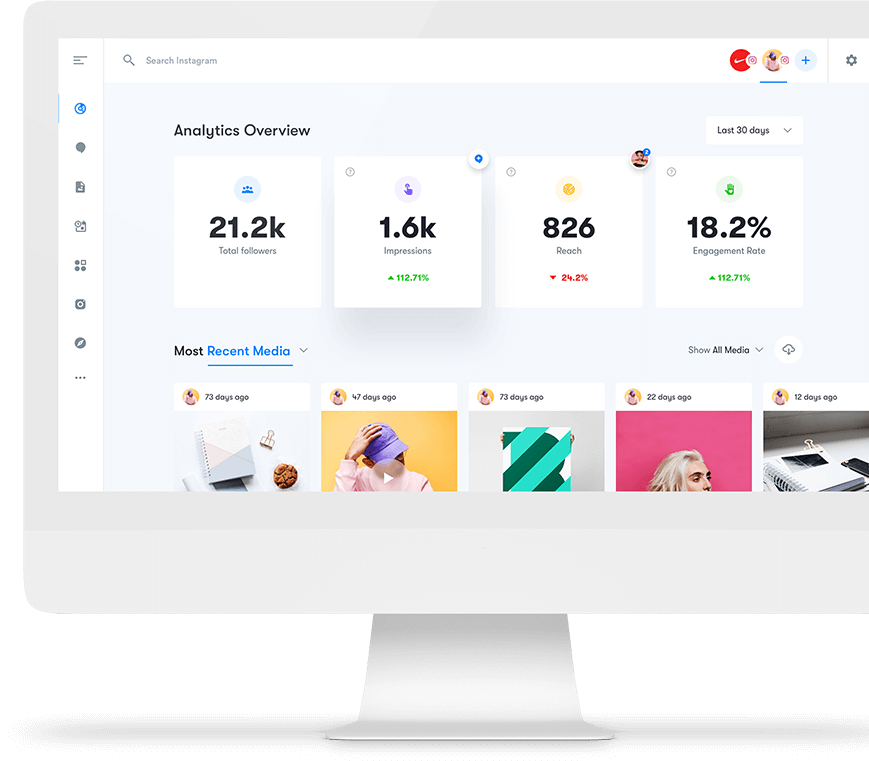 Search Instagram
Analytics Overview
Last 30 days
21.2k
Total followers
?
1.6k
Impressions
112.71%
?
2
826
Reach
24.2%
?
18.2%
Engagement Rate
112.71%
Most Recent Media
Show All Media
73 days ago
47 days ago
73 days ago
22 days ago
12 days ago